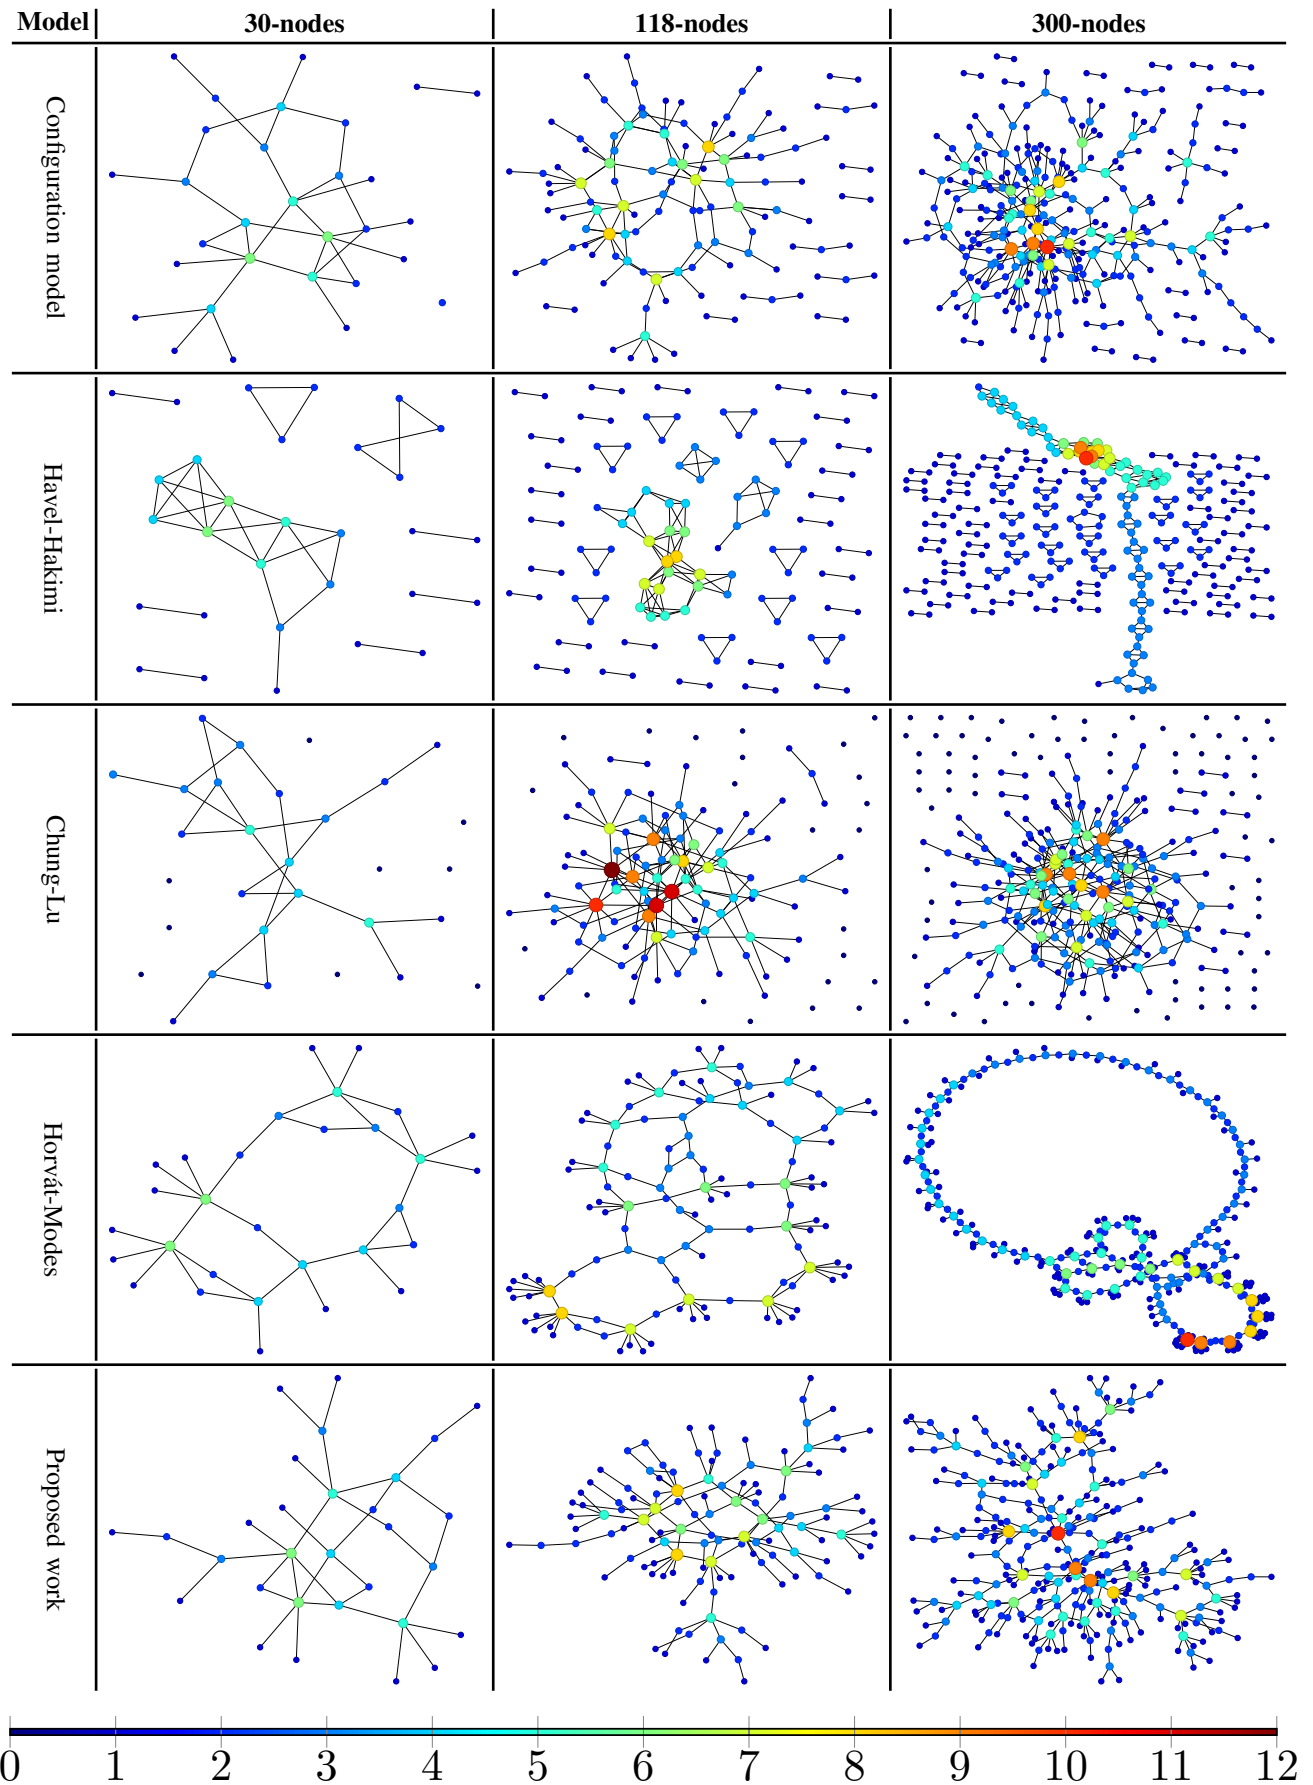 Model 30-nodes 118-nodes 300-nodes
Configuration model
Havel-Hakimi
Chung-Lu
Horvát-Modes
Proposed work
0 1 2 3 4 5 6 7 8 9 10 11 12